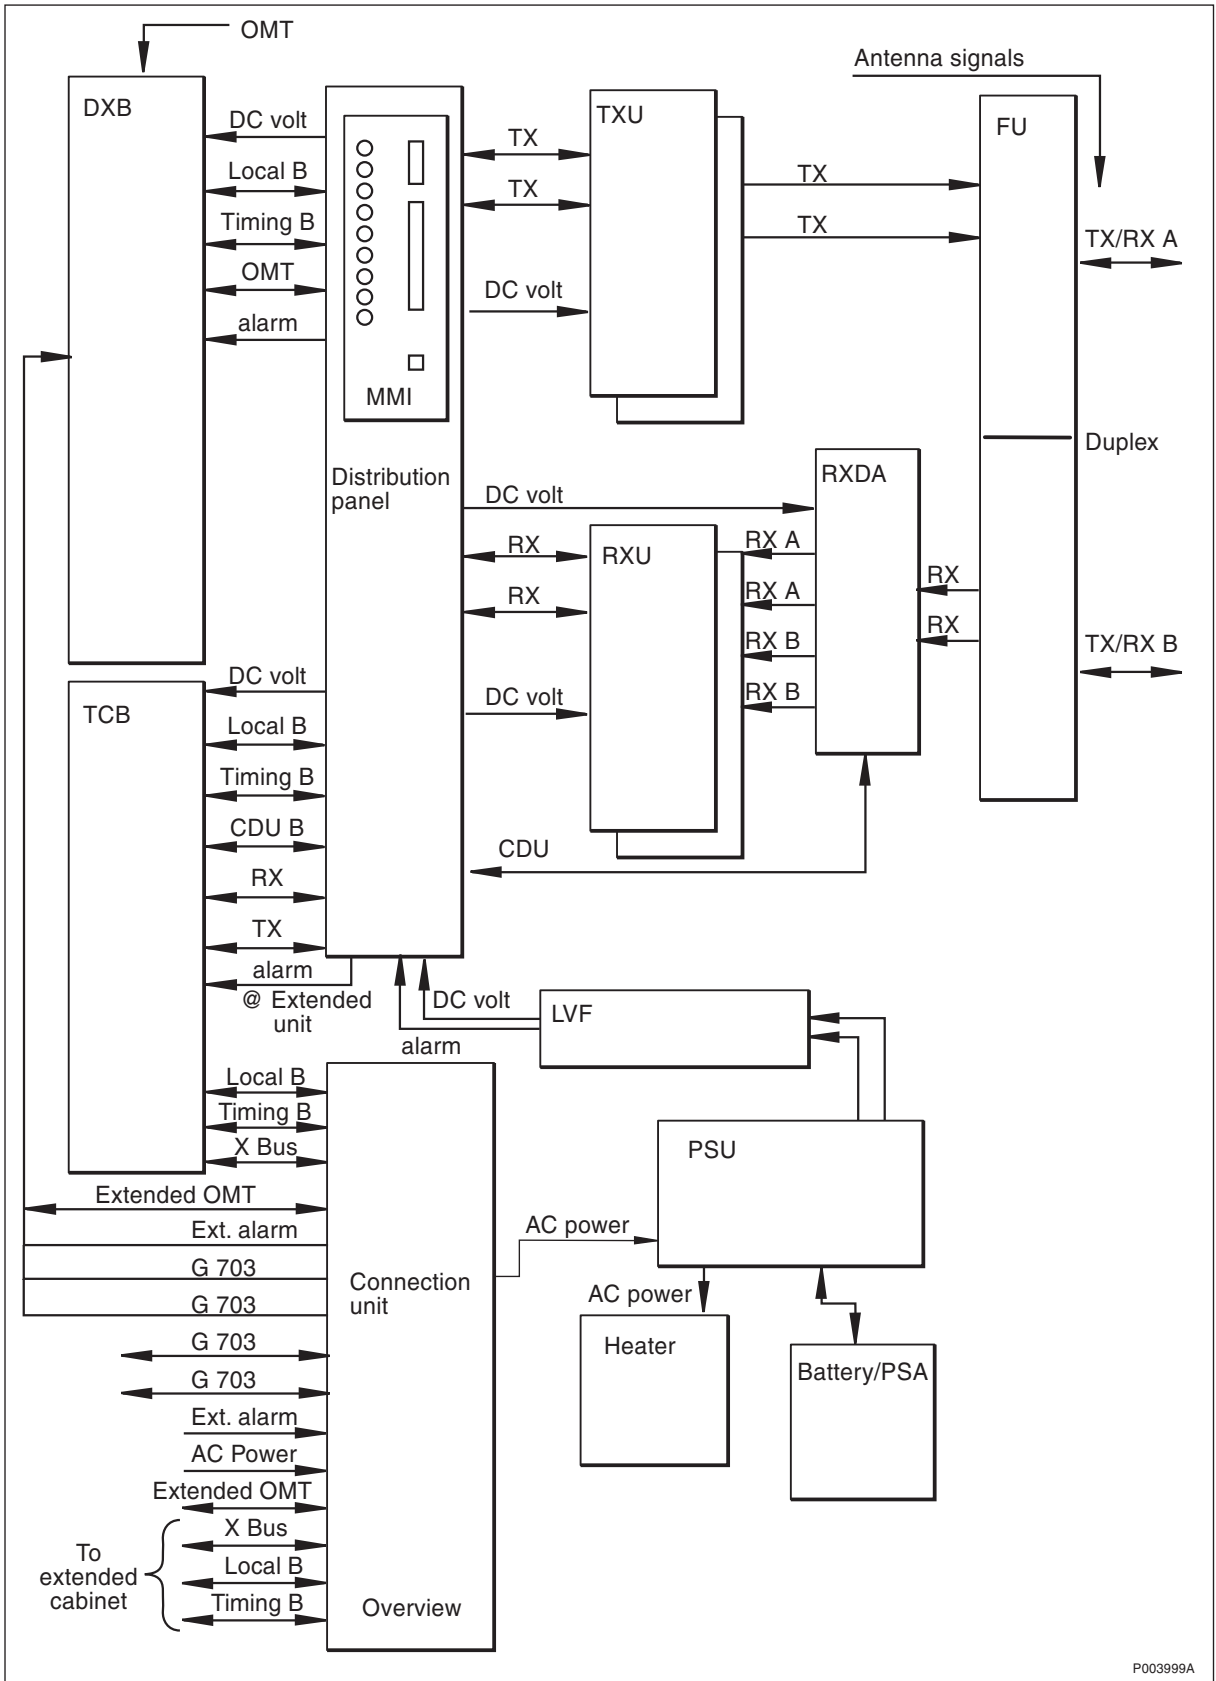 OMT
Antenna signals
DXB
DC volt
Local B
Timing B
OMT
alarm
MMI
Distribution
panel
TX
TX
DC volt
TXU
TX
TX
FU
TX/RX A
Duplex
TX/RX B
DC volt
RX
RX
DC volt
CDU
RXU
RX A
RX A
RX B
RX B
RXDA
RX
RX
TCB
DC volt
Local B
Timing B
CDU B
RX
TX
alarm
@ Extended
unit
DC volt
alarm
LVF
Local B
Timing B
X Bus
Extended OMT
Ext. alarm
G 703
G 703
G 703
G 703
Ext. alarm
AC Power
Extended OMT
X Bus
Local B
Timing B
To
extended
cabinet
Connection
unit
Overview
AC power
PSU
AC power
Heater
Battery/PSA
P003999A